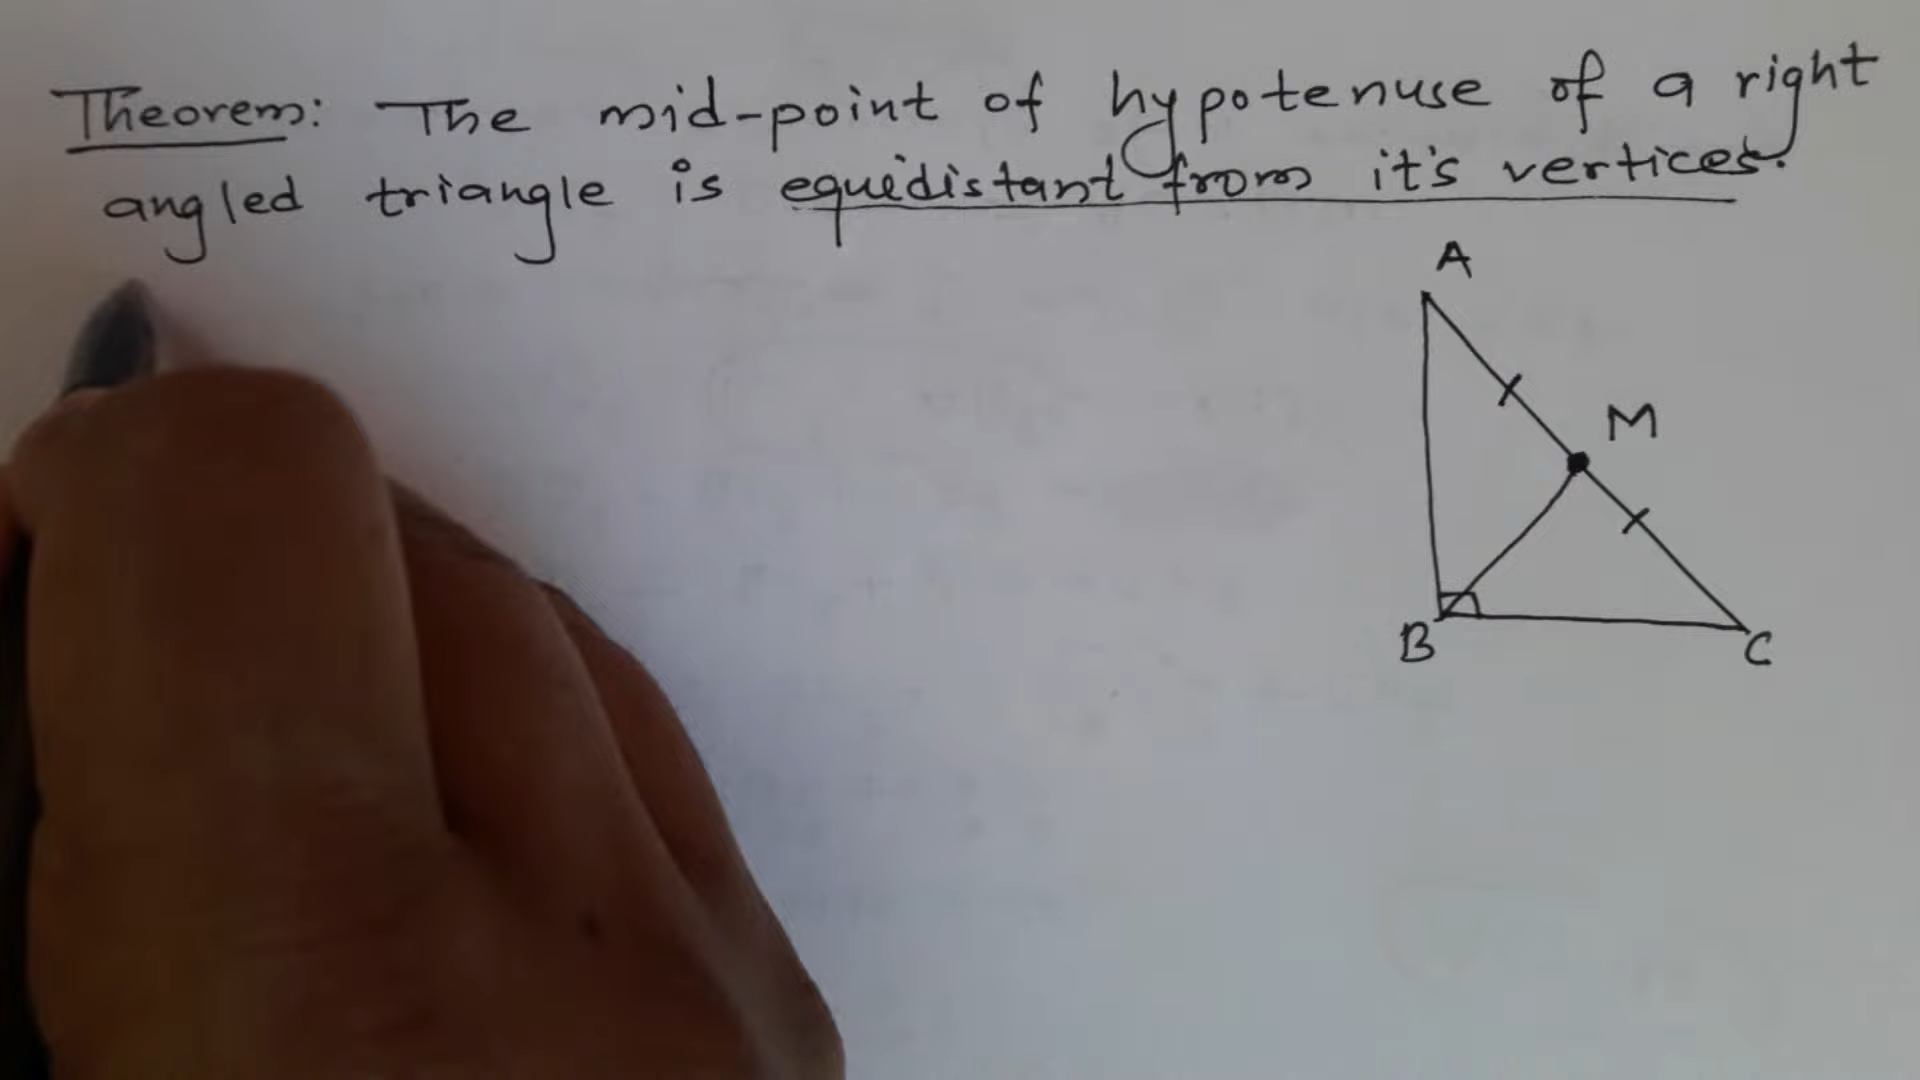 Theorem: The mid-point of hypotenuse of a right
angled triangle is equidistant from it's vertices.
A
M
B
C